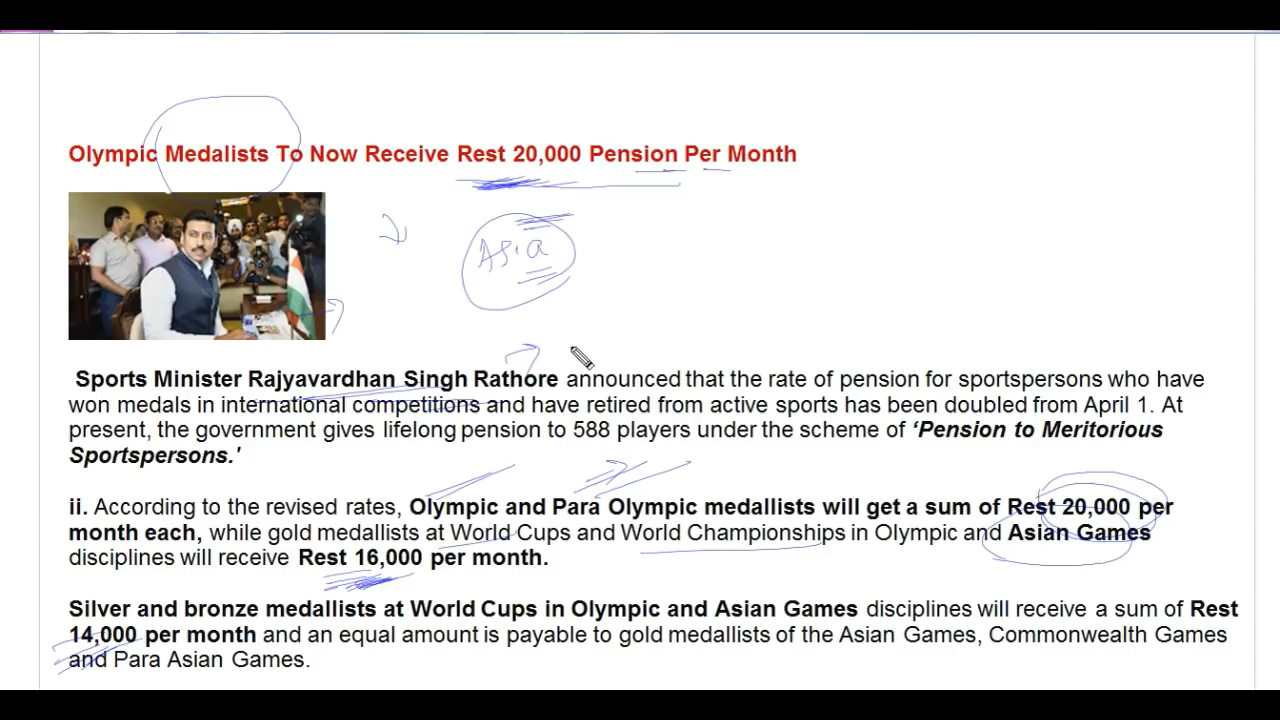 Olympic Medalists To Now Receive Rest 20,000 Pension Per Month
Asia
Sports Minister Rajyavardhan Singh Rathore announced that the rate of pension for sportspersons who have
won medals in international competitions and have retired from active sports has been doubled from April 1. At
present, the government gives lifelong pension to 588 players under the scheme of ‘Pension to Meritorious
Sportspersons.'
ii. According to the revised rates, Olympic and Para Olympic medallists will get a sum of Rest 20,000 per
month each, while gold medallists at World Cups and World Championships in Olympic and Asian Games
disciplines will receive Rest 16,000 per month.
Silver and bronze medallists at World Cups in Olympic and Asian Games disciplines will receive a sum of Rest
14,000 per month and an equal amount is payable to gold medallists of the Asian Games, Commonwealth Games
and Para Asian Games.